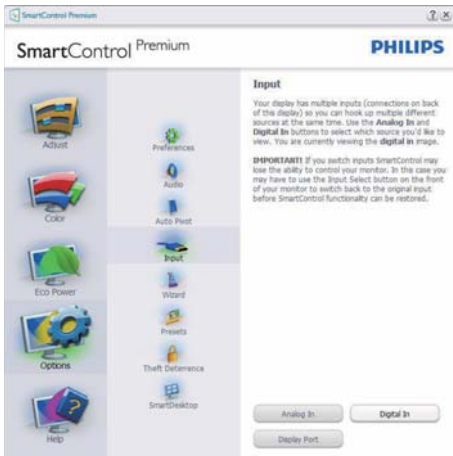 SmartControl Premium
SmartControl Premium
PHILIPS
Adjust
Color
Eco Power
Options
Help
Preferences
Audio
Auto Pivot
Input
Wizard
Presets
Theft Deterrence
SmartDesktop
Input
Your display has multiple inputs (connections on back
of this display) so you can hook up multiple different
sources at the same time. Use the Analog In and
Digital In buttons to select which source you'd like to
view. You are currently viewing the digital in image.
IMPORTANT! If you switch inputs SmartControl may
lose the ability to control your monitor. In this case you
may have to use the Input Select button on the front
of your monitor to switch back to the original input
before SmartControl functionality can be restored.
Analog In
Digital In
Display Port